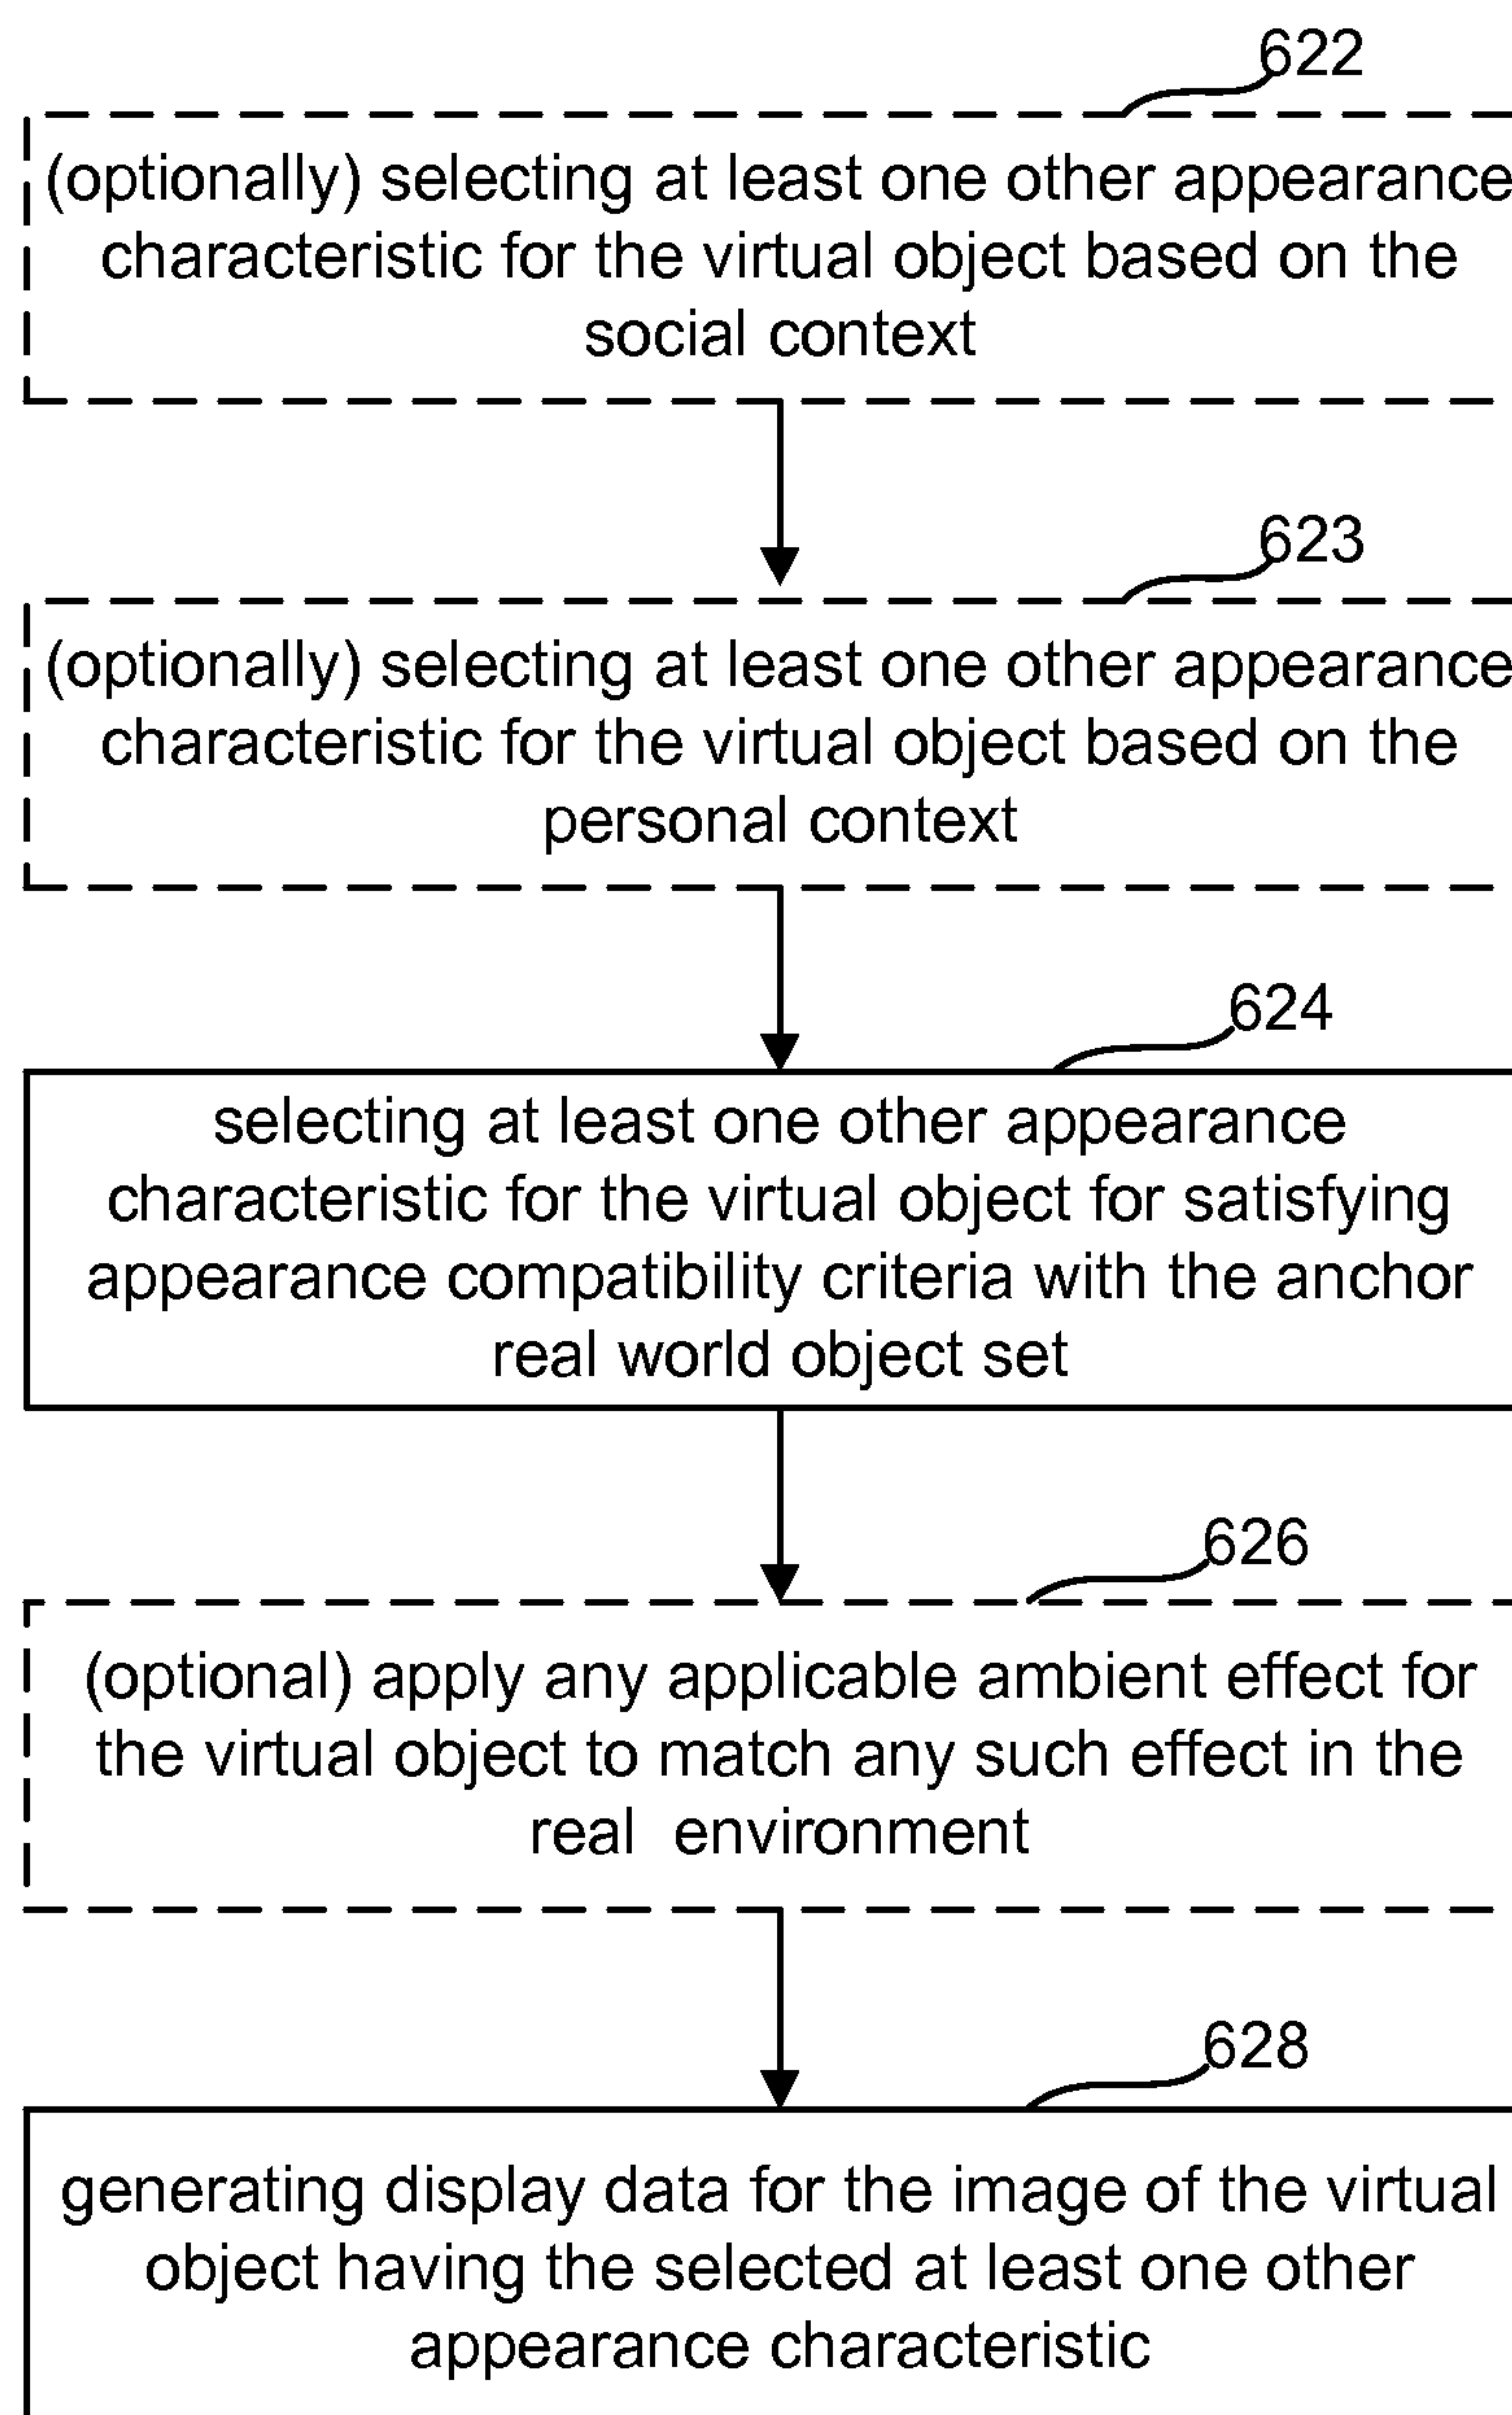 622
(optionally) selecting at least one other appearance
characteristic for the virtual object based on the
social context
623
(optionally) selecting at least one other appearance
characteristic for the virtual object based on the
personal context
624
selecting at least one other appearance
characteristic for the virtual object for satisfying
appearance compatibility criteria with the anchor
real world object set
626
(optional) apply any applicable ambient effect for
the virtual object to match any such effect in the
real environment
628
generating display data for the image of the virtual
object having the selected at least one other
appearance characteristic